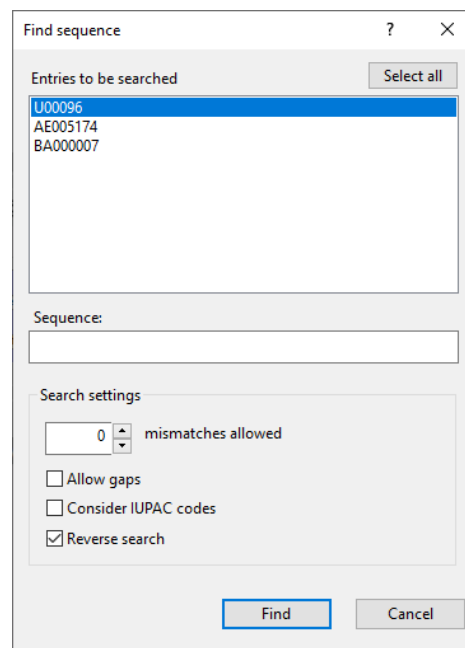 Find sequence ?
Entries to be searched Select all
U00096
AE005174
BA000007
Sequence:
Search settings
0 mismatches allowed
Allow gaps
Consider IUPAC codes
Reverse search
Find Cancel